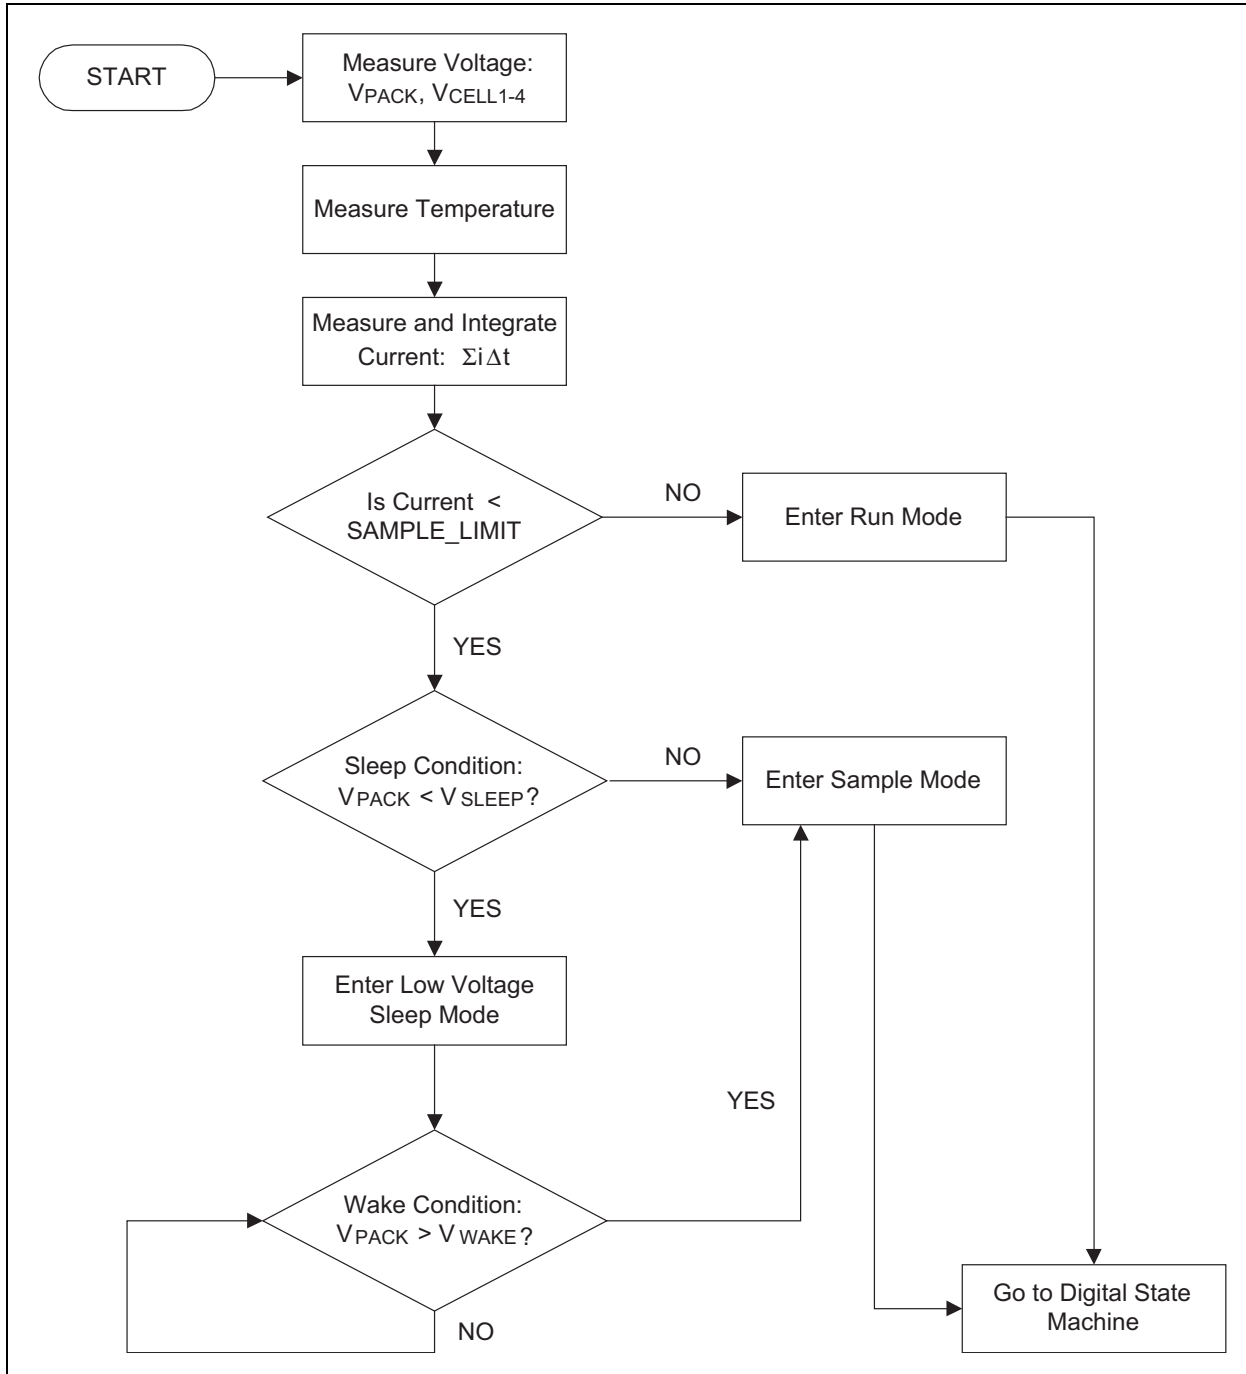 START
Measure Voltage:
VPACK, VCELL1-4
Measure Temperature
Measure and Integrate
Current: ΣiΔt
Is Current <
SAMPLE_LIMIT
NO
Enter Run Mode
YES
Sleep Condition:
VPACK < VSLEEP?
NO
Enter Sample Mode
YES
Enter Low Voltage
Sleep Mode
YES
Wake Condition:
VPACK > VWAKE?
NO
Go to Digital State
Machine